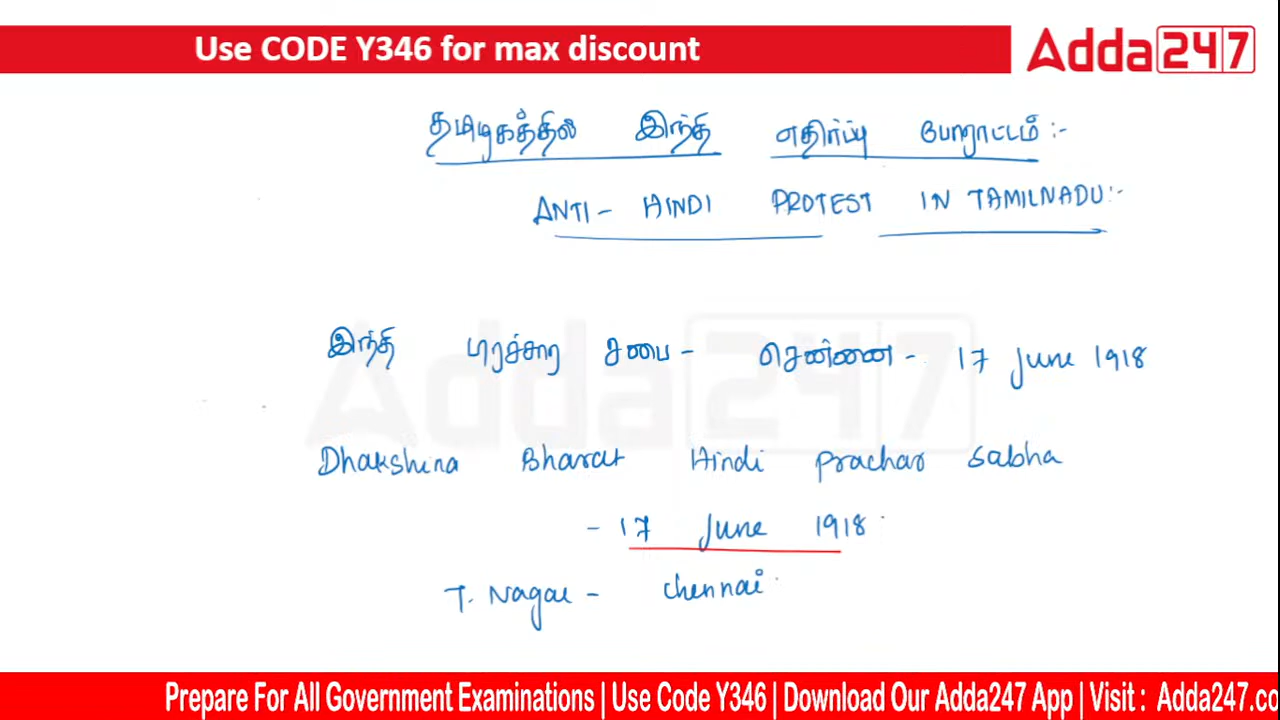 Use CODE Y346 for max discount
Adda247
தமிழகத்தில் இந்தி எதிர்ப்பு போராட்டம் :-
ANTI - HINDI PROTEST IN TAMILNADU :-
இந்தி பிரச்சார சபை - சென்னை - 17 June 1918
Dhakshina Bharat Hindi Prachar Sabha
- 17 June 1918
T. Nagar - Chennai
Prepare For All Government Examinations | Use Code Y346 | Download Our Adda247 App | Visit : Adda247.co